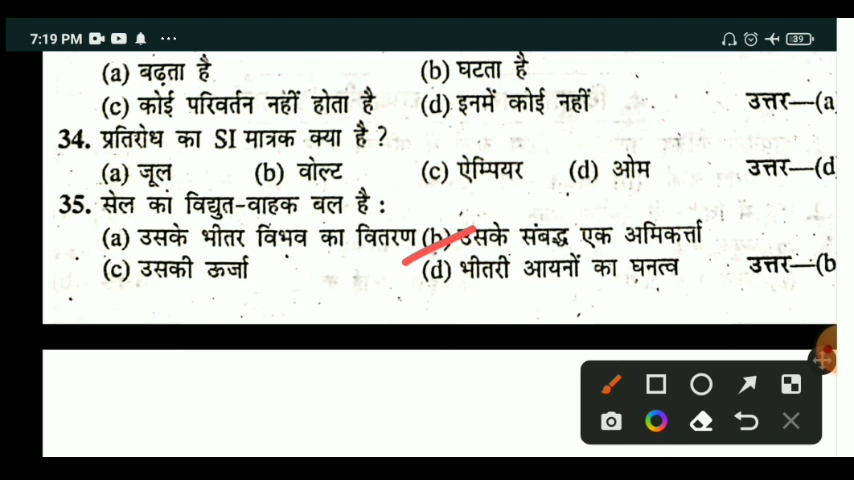 7:19 PM ... 39
(a) बढ़ता है (b) घटता है
(c) कोई परिवर्तन नहीं होता है (d) इनमें कोई नहीं उत्तर—(a
34. प्रतिरोध का SI मात्रक क्या है ?
(a) जूल (b) वोल्ट (c) ऐम्पियर (d) ओम उत्तर—(d
35. सेल का विद्युत-वाहक बल है :
(a) उसके भीतर विभव का वितरण (b) उसके संबद्ध एक अमिकर्त्ता
(c) उसकी ऊर्जा (d) भीतरी आयनों का घनत्व उत्तर—(b